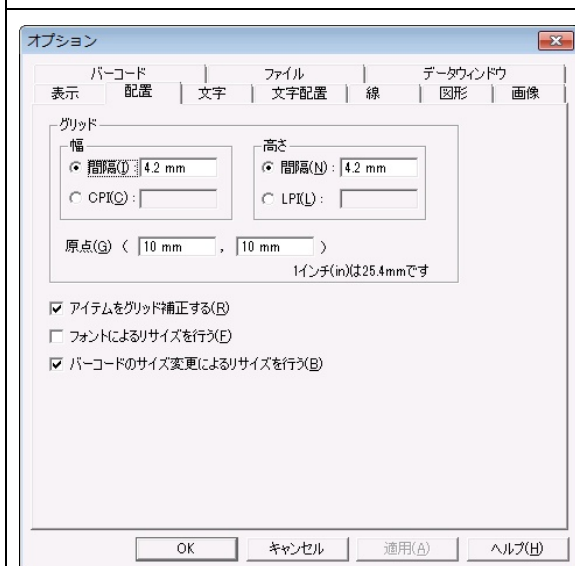 オプション
バーコード ファイル データウィンドウ
表示 配置 文字 文字配置 線 図形 画像
グリッド
幅 高さ
間隔(I): 4.2 mm 間隔(N): 4.2 mm
CPI(C): LPI(L):
原点(G) ( 10 mm , 10 mm )
1インチ(in)は25.4mmです
アイテムをグリッド補正する(R)
フォントによるリサイズを行う(F)
バーコードのサイズ変更によるリサイズを行う(B)
OK キャンセル 適用(A) ヘルプ(H)